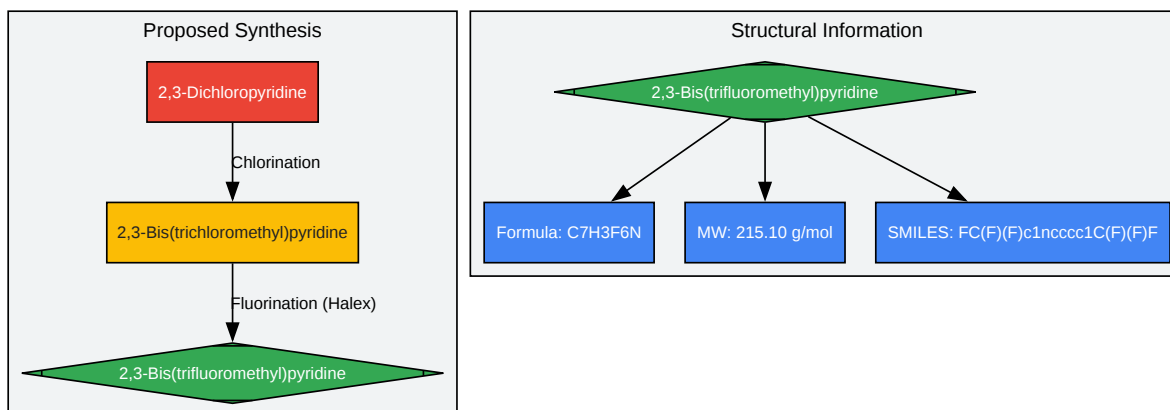 Proposed Synthesis
2,3-Dichloropyridine
Chlorination
2,3-Bis(trichloromethyl)pyridine
Fluorination (Halex)
2,3-Bis(trifluoromethyl)pyridine
Structural Information
2,3-Bis(trifluoromethyl)pyridine
Formula: C7H3F6N
MW: 215.10 g/mol
SMILES: FC(F)(F)c1ncccc1C(F)(F)F